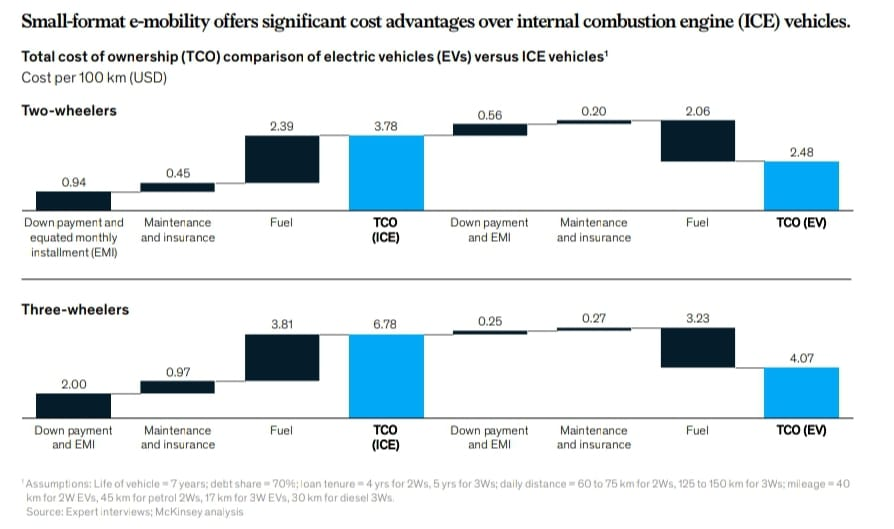 Small-format e-mobility offers significant cost advantages over internal combustion engine (ICE) vehicles.
Total cost of ownership (TCO) comparison of electric vehicles (EVs) versus ICE vehicles¹
Cost per 100 km (USD)
Two-wheelers
0.94
0.45
2.39
3.78
0.56
0.20
2.06
2.48
Down payment and
equated monthly
installment (EMI)
Maintenance
and insurance
Fuel
TCO
(ICE)
Down payment
and EMI
Maintenance
and insurance
Fuel
TCO (EV)
Three-wheelers
2.00
0.97
3.81
6.78
0.25
0.27
3.23
4.07
Down payment
and EMI
Maintenance
and insurance
Fuel
TCO
(ICE)
Down payment
and EMI
Maintenance
and insurance
Fuel
TCO (EV)
¹Assumptions: Life of vehicle = 7 years; debt share = 70%; loan tenure = 4 yrs for 2Ws, 5 yrs for 3Ws; daily distance = 60 to 75 km for 2Ws, 125 to 150 km for 3Ws; mileage = 40
km for 2W EVs, 45 km for petrol 2Ws, 17 km for 3W EVs, 30 km for diesel 3Ws.
Source: Expert interviews; McKinsey analysis